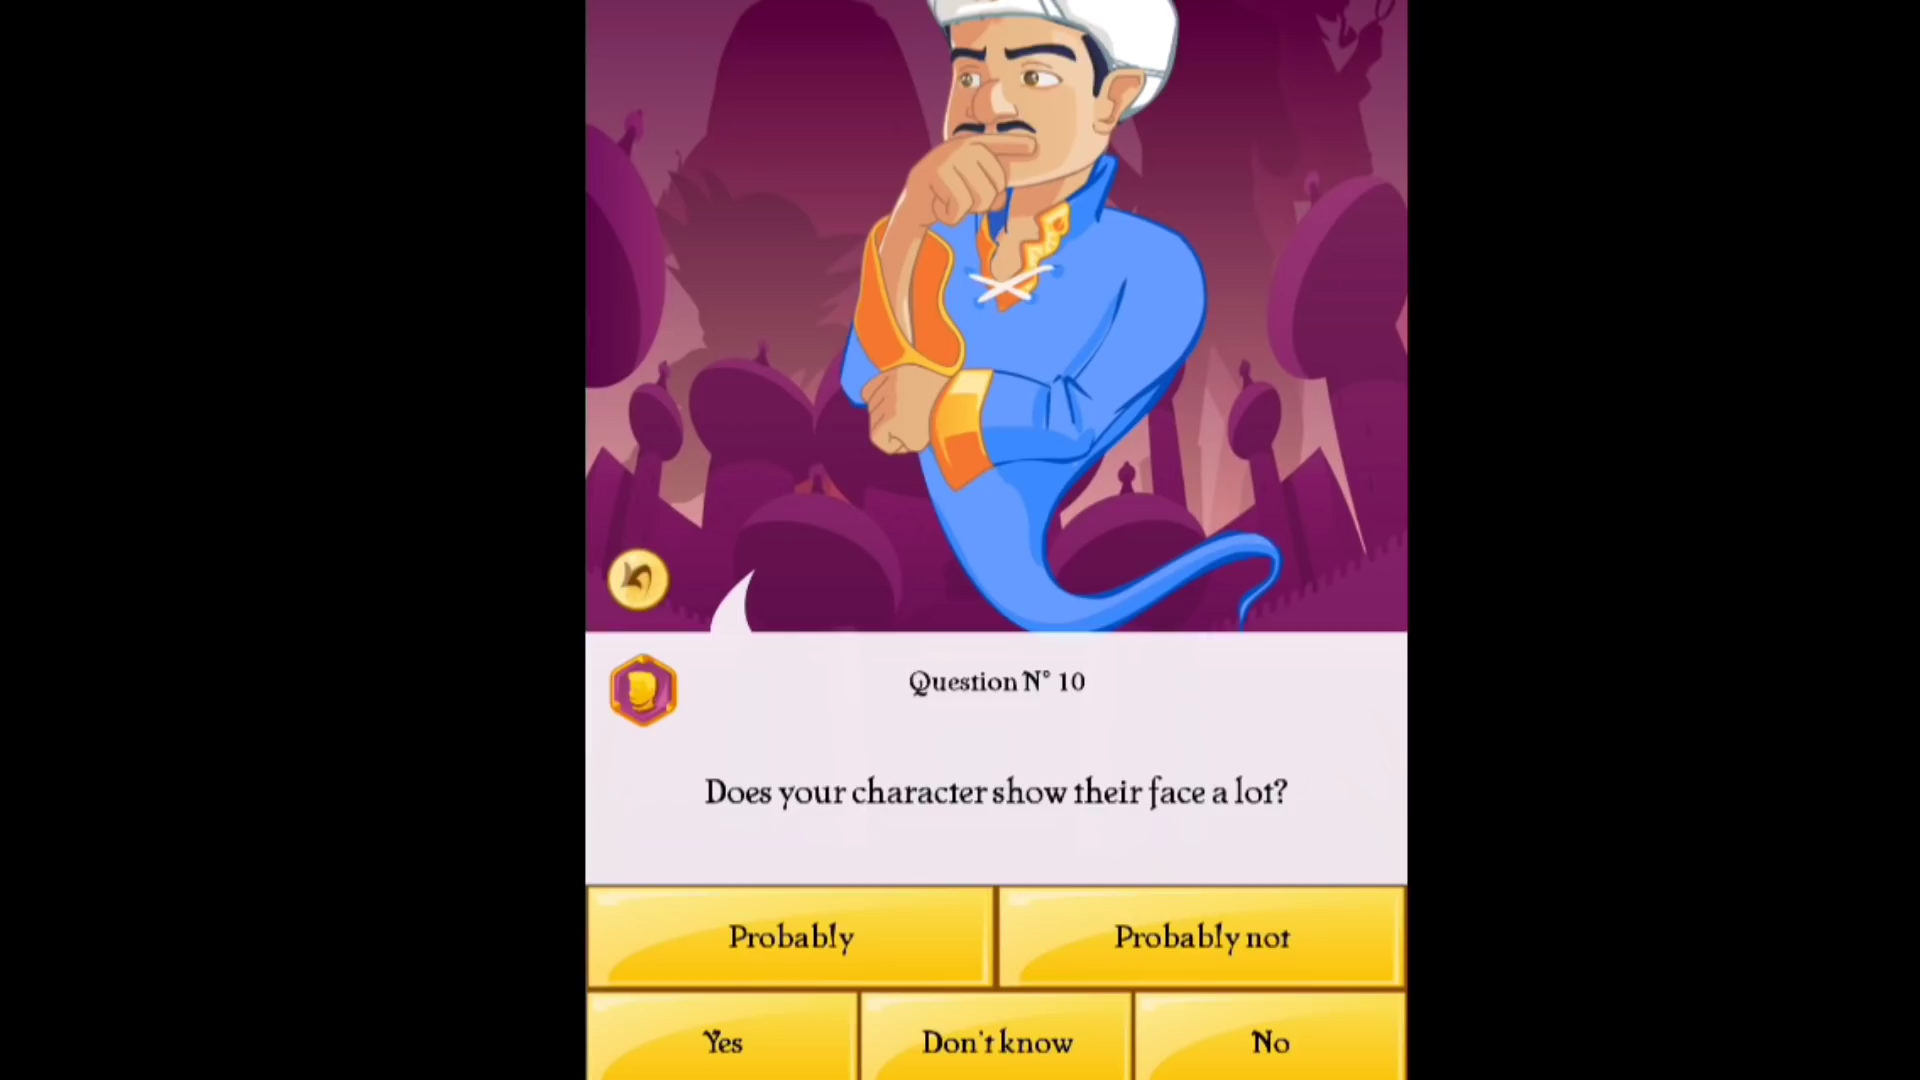 Question N° 10
Does your character show their face a lot?
Probably
Probably not
Yes
Don't know
No